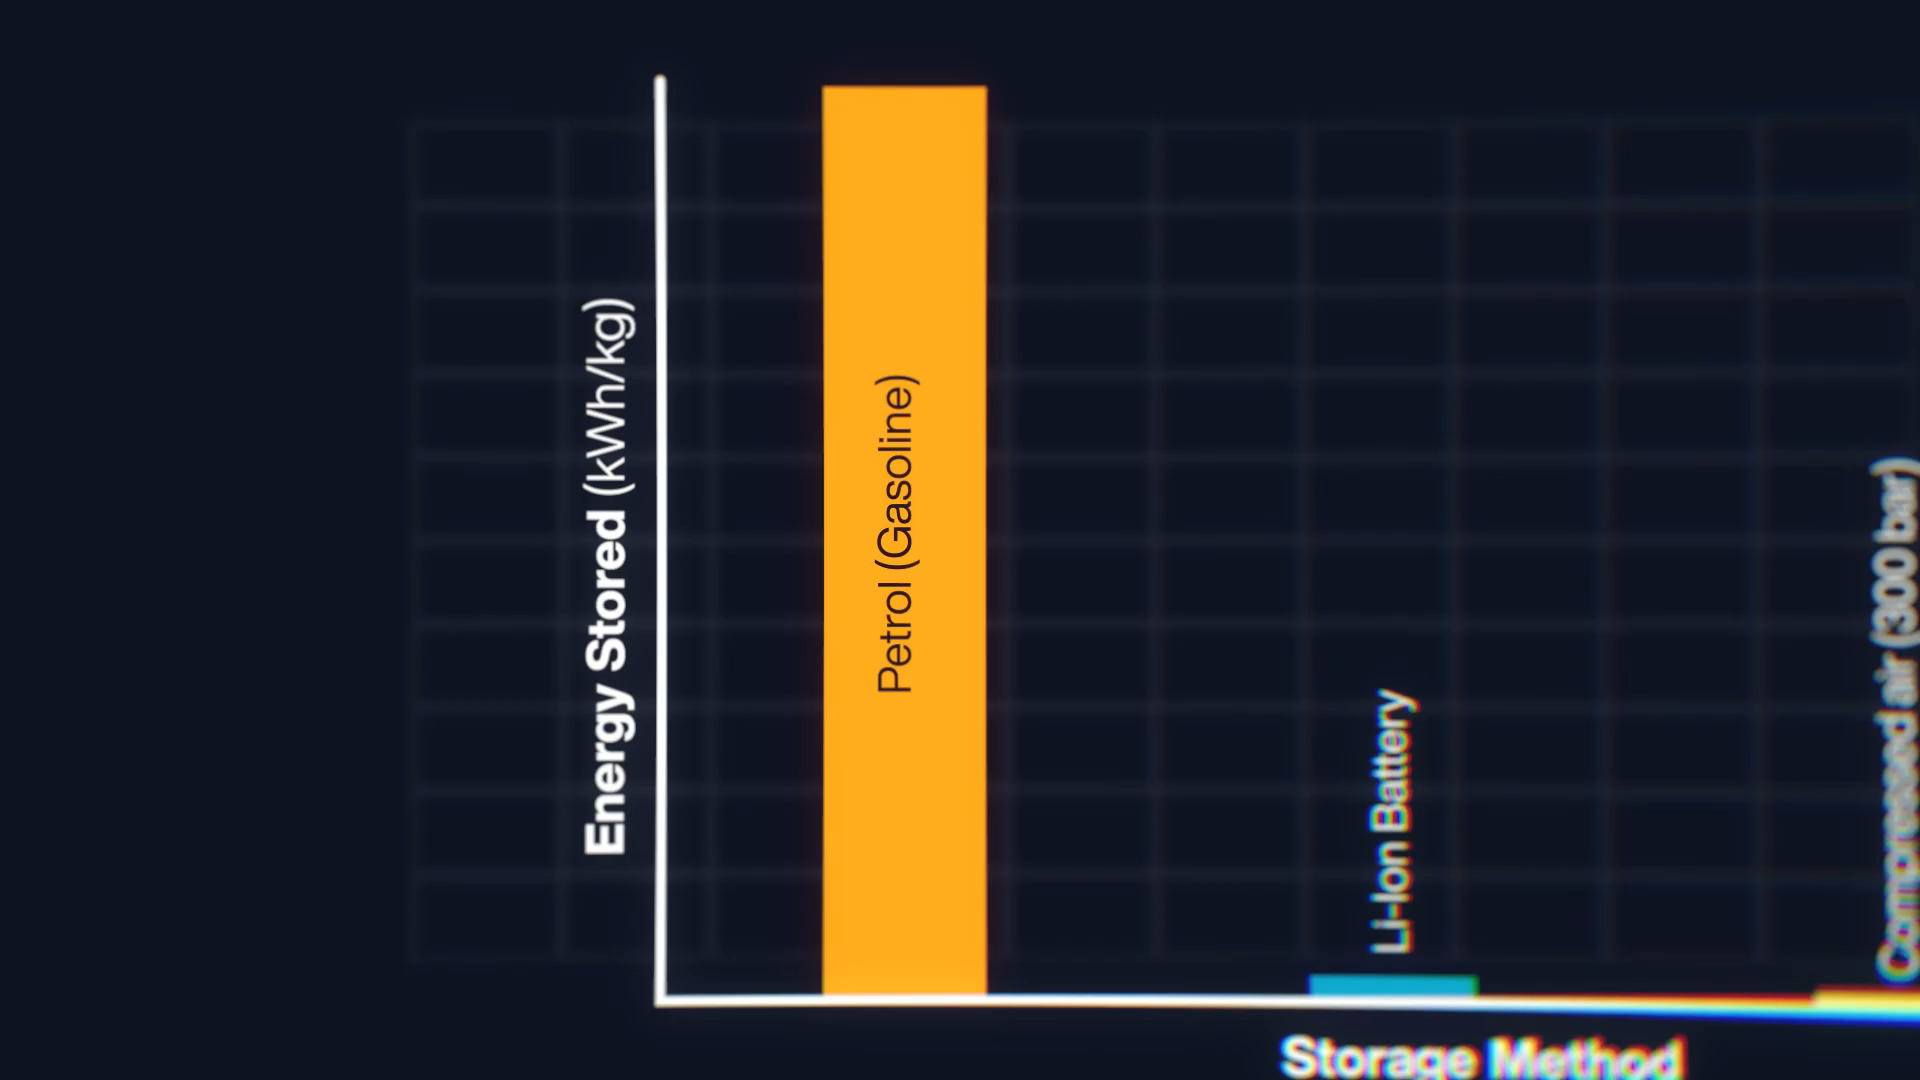 Energy Stored (kWh/kg)
Petrol (Gasoline)
Li-Ion Battery
Compressed air (300 bar)
Storage Method